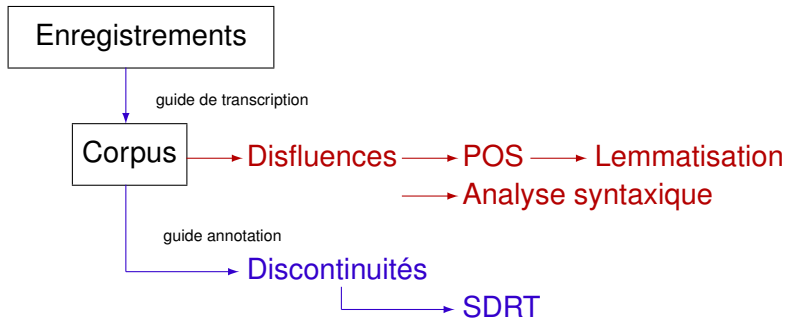 Enregistrements
guide de transcription
Corpus Disfluences POS Lemmatisation
Analyse syntaxique
guide annotation
Discontinuités
SDRT